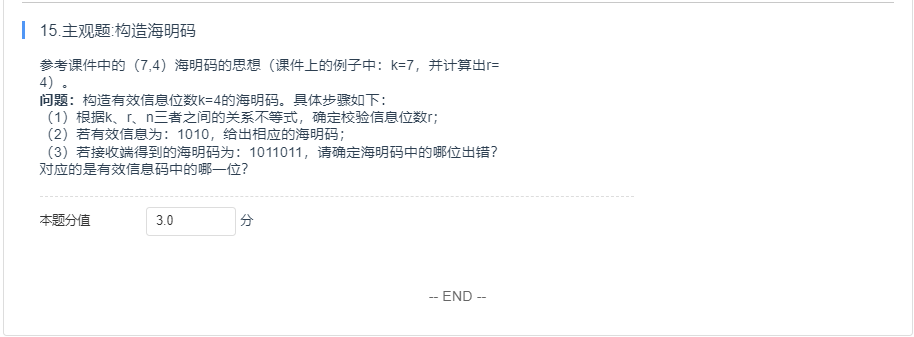 15.主观题:构造海明码
参考课件中的（7,4）海明码的思想（课件上的例子中：k=7，并计算出r=
4）。
问题：构造有效信息位数k=4的海明码。具体步骤如下：
（1）根据k、r、n三者之间的关系不等式，确定校验信息位数r；
（2）若有效信息为：1010，给出相应的海明码；
（3）若接收端得到的海明码为：1011011，请确定海明码中的哪位出错？
对应的是有效信息码中的哪一位？
本题分值 3.0 分
-- END --